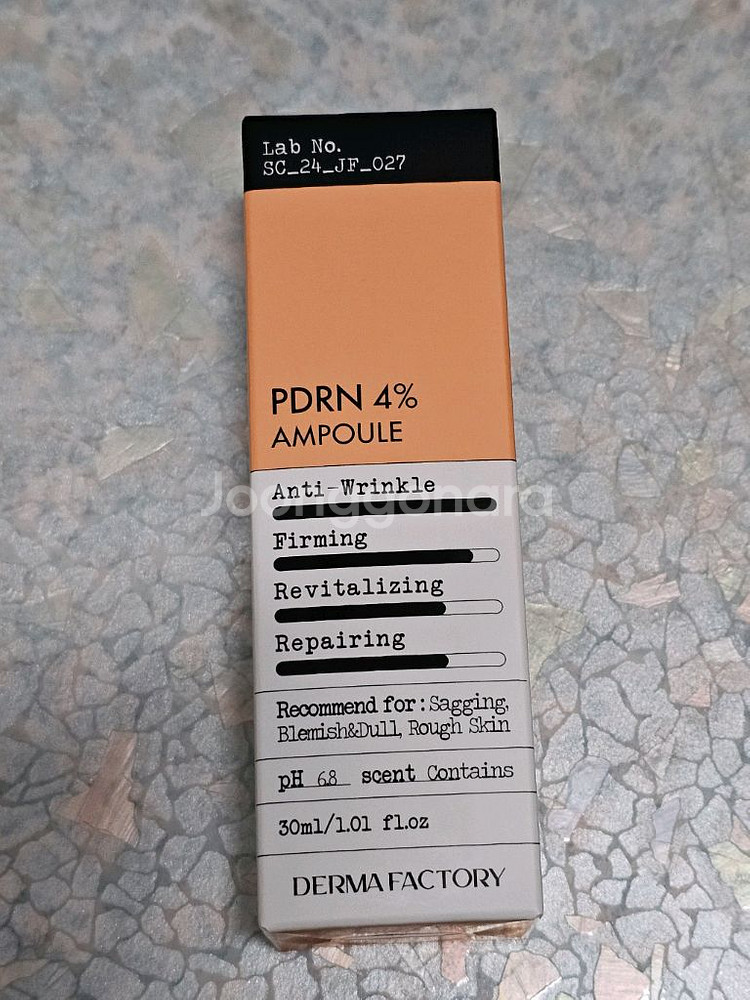 Lab No.
SC_24_JF_027
PDRN 4%
AMPOULE
Anti-Wrinkle
Joonggonara
Firming
Revitalizing
Repairing
Recommend for: Sagging,
Blemish&Dull, Rough Skin
pH 6.8 scent Contains
30ml/1.01 fl.oz
DERMA FACTORY